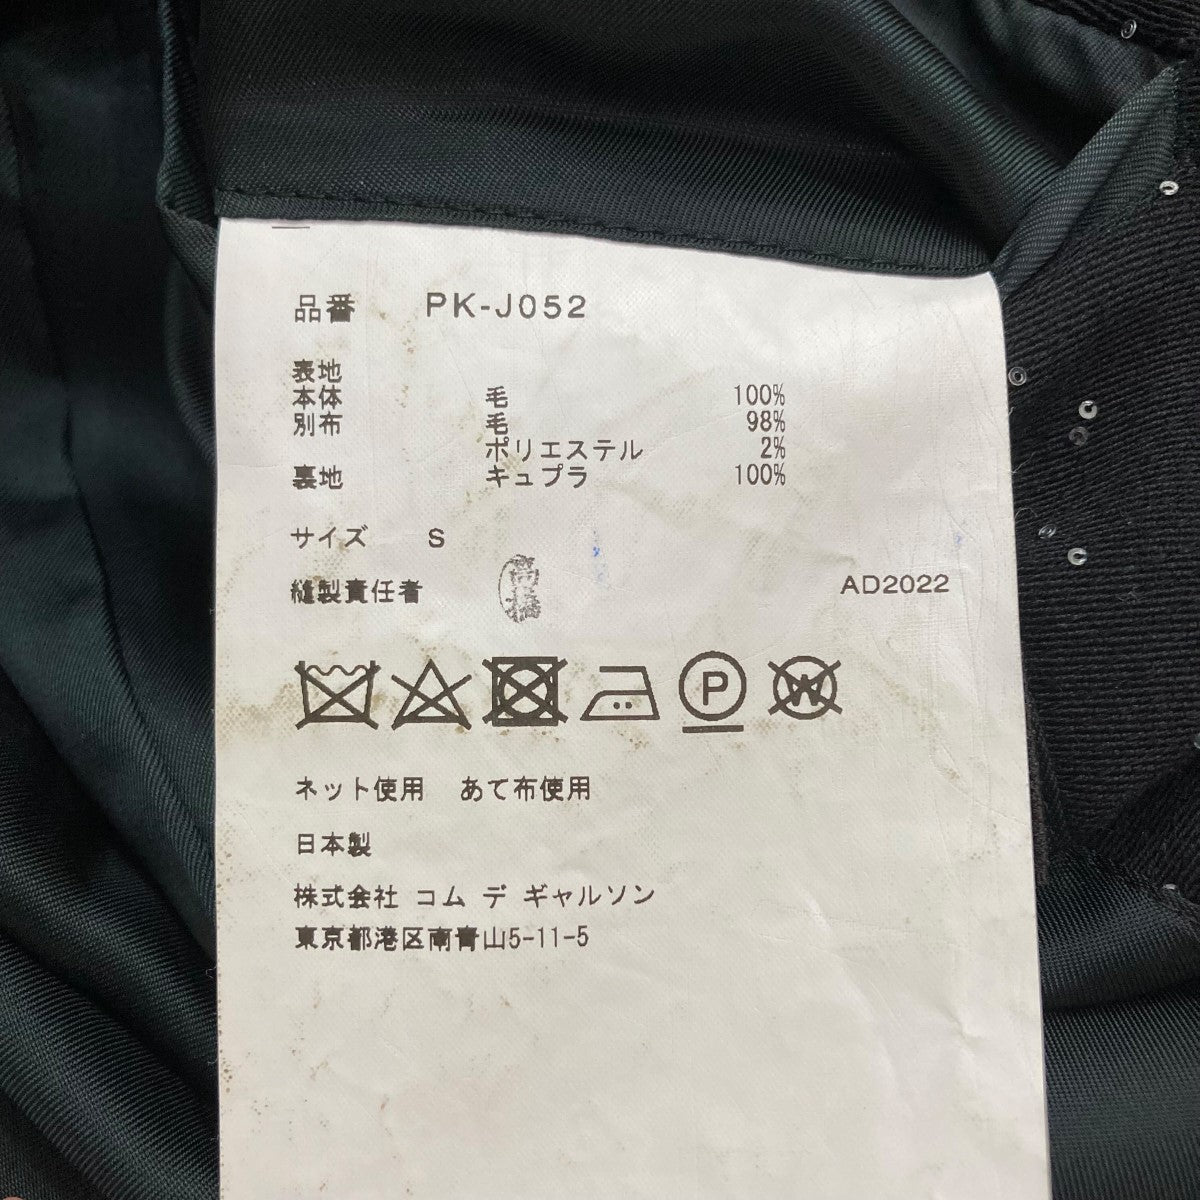 品番 PK-J052
表地
本体 毛 100%
別布 毛 98%
ポリエステル 2%
裏地 キュプラ 100%
サイズ S
縫製責任者 高橋 AD2022
P W
ネット使用 あて布使用
日本製
株式会社 コム デ ギャルソン
東京都港区南青山5-11-5